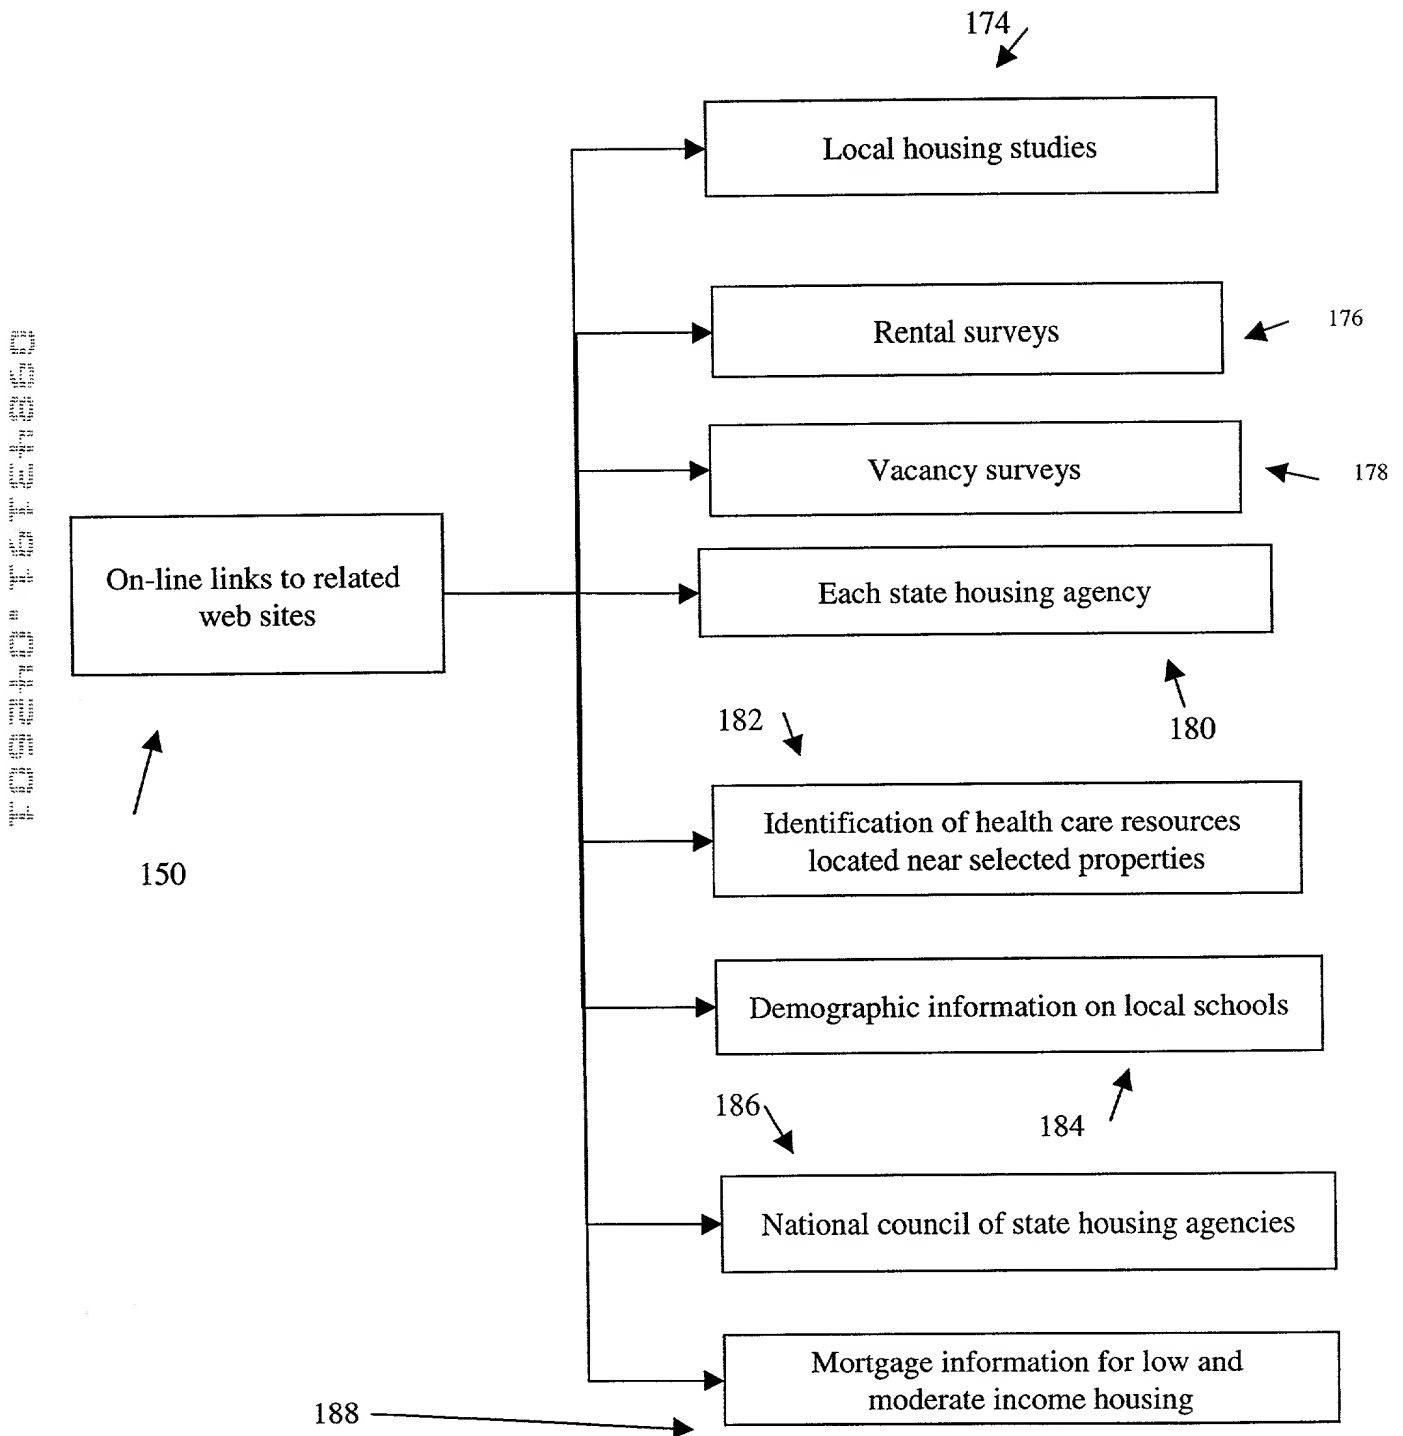 174
Local housing studies
Rental surveys
176
Vacancy surveys
178
On-line links to related
web sites
Each state housing agency
180
182
150
Identification of health care resources
located near selected properties
Demographic information on local schools
184
186
National council of state housing agencies
Mortgage information for low and
moderate income housing
188